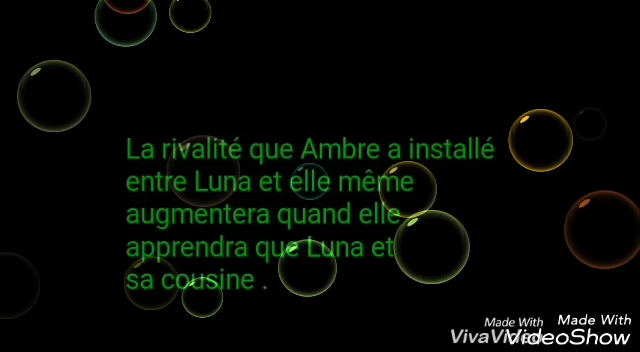 La rivalité que Ambre a installé
entre Luna et elle même
augmentera quand elle
apprendra que Luna et
sa cousine .
Made With
VivaVideo
Made With
VideoShow